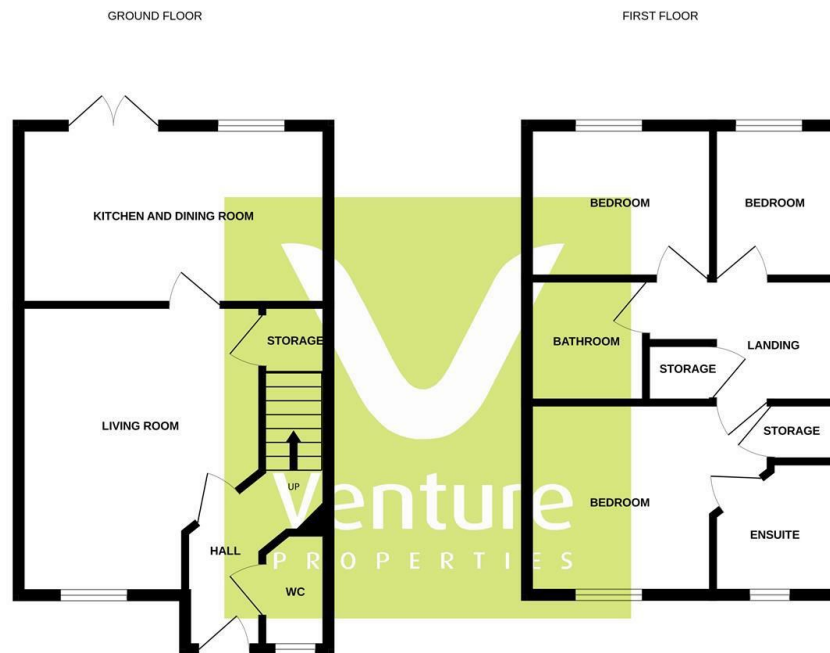 GROUND FLOOR
FIRST FLOOR
KITCHEN AND DINING ROOM
BEDROOM
BEDROOM
STORAGE
BATHROOM
LANDING
STORAGE
LIVING ROOM
STORAGE
UP
Venture
PROPERTIES
BEDROOM
HALL
ENSUITE
WC